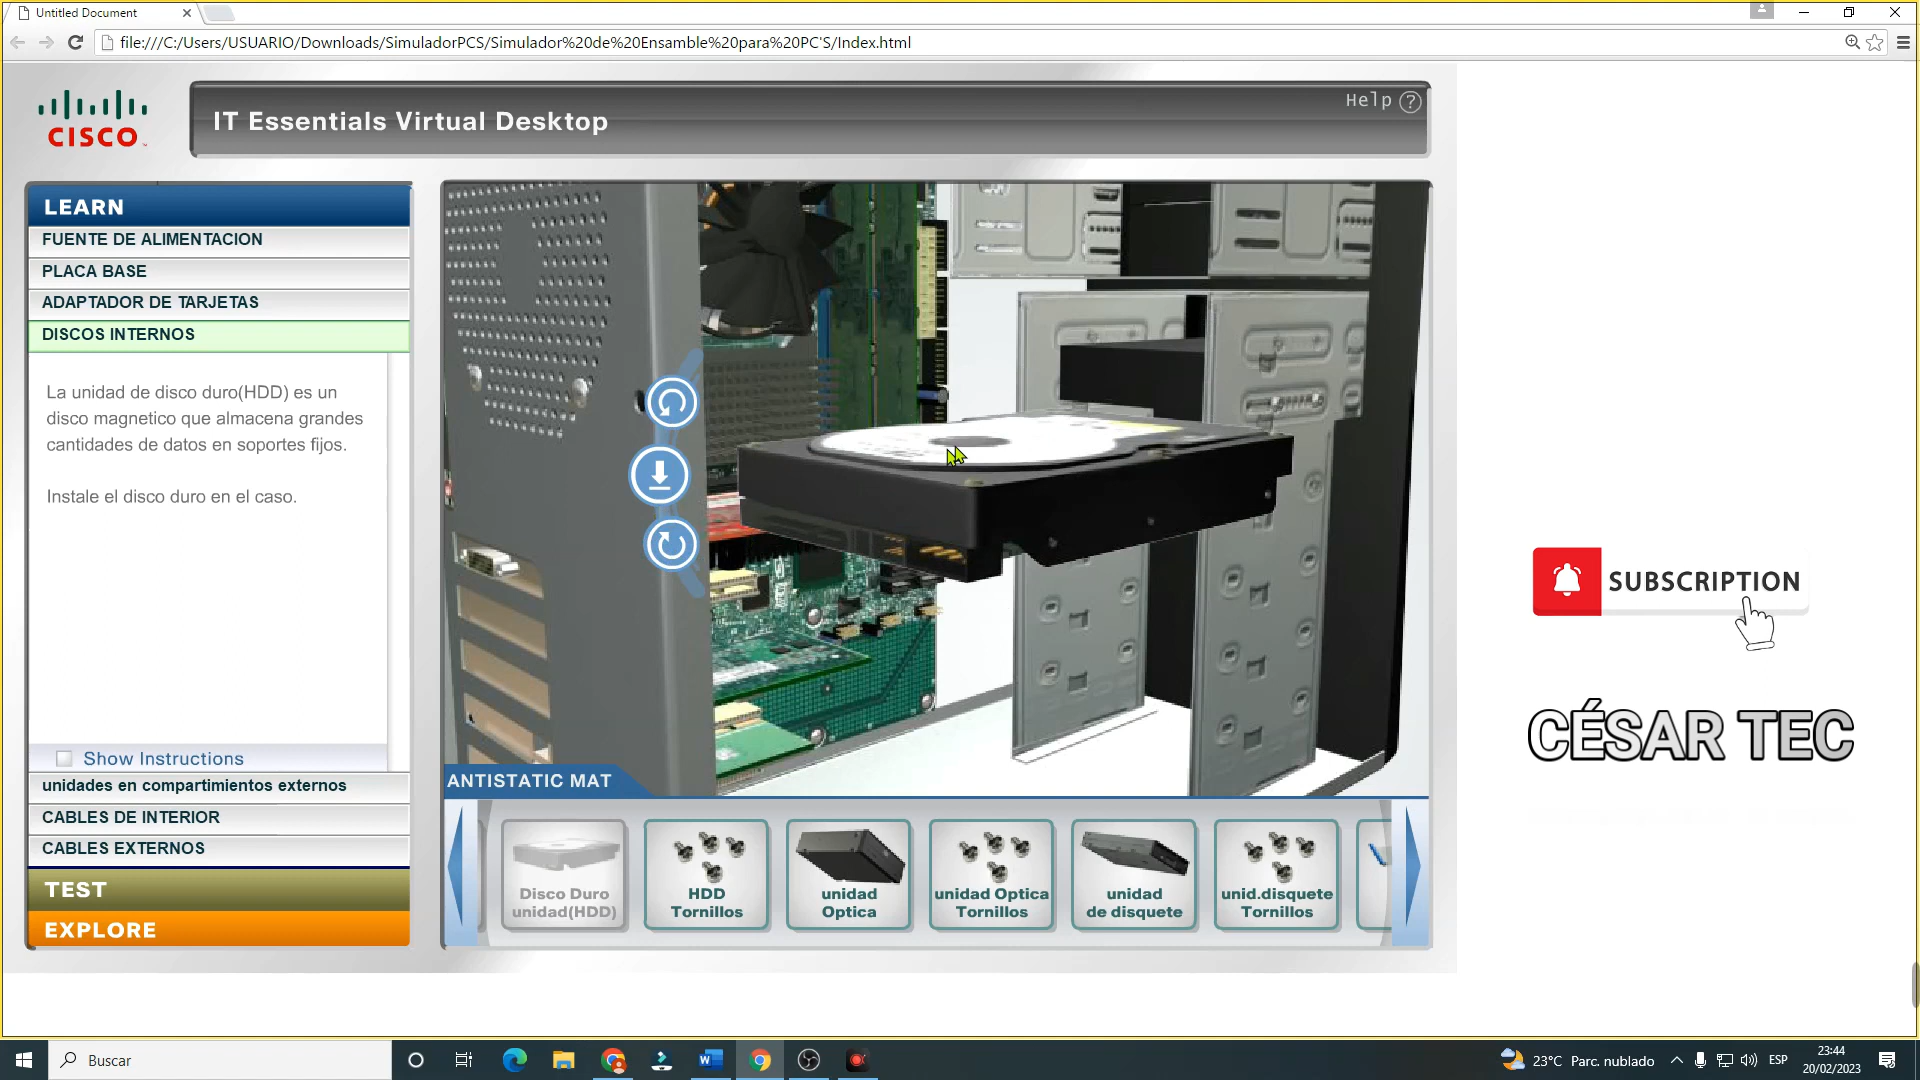 Untitled Document
file:///C:/Users/USUARIO/Downloads/SimuladorPCS/Simulador%20de%20Ensamble%20para%20PC'S/Index.html
CISCO
IT Essentials Virtual Desktop
Help ?
LEARN
FUENTE DE ALIMENTACION
PLACA BASE
ADAPTADOR DE TARJETAS
DISCOS INTERNOS
La unidad de disco duro(HDD) es un
disco magnetico que almacena grandes
cantidades de datos en soportes fijos.
Instale el disco duro en el caso.
Show Instructions
unidades en compartimientos externos
CABLES DE INTERIOR
CABLES EXTERNOS
TEST
EXPLORE
ANTISTATIC MAT
Disco Duro
unidad(HDD)
HDD
Tornillos
unidad
Optica
unidad Optica
Tornillos
unidad
de disquete
unid.disquete
Tornillos
SUBSCRIPTION
CÉSAR TEC
Buscar
23°C Parc. nublado
ESP
23:44
20/02/2023